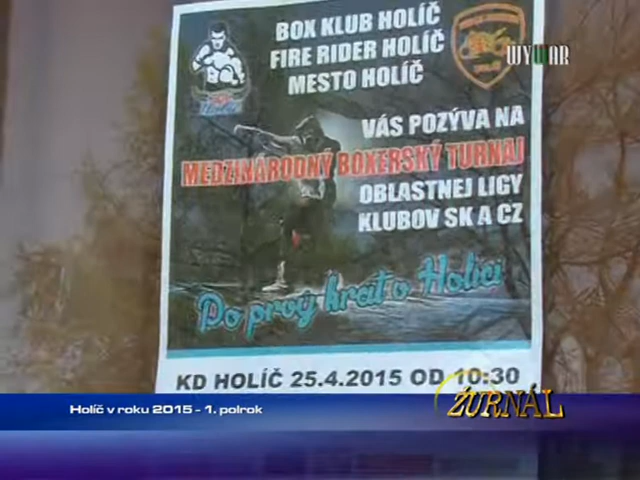 BOX KLUB HOLÍČ
FIRE RIDER HOLÍČ
MESTO HOLÍČ
WYWAR
VÁS POZÝVA NA
MEDZINÁRODNÝ BOXERSKÝ TURNAJ
OBLASTNEJ LIGY
KLUBOV SK A CZ
Po prvý krát v Holíči
KD HOLÍČ 25.4.2015 OD 10:30
Holíč v roku 2015 - 1. polrok
ŽURNÁL